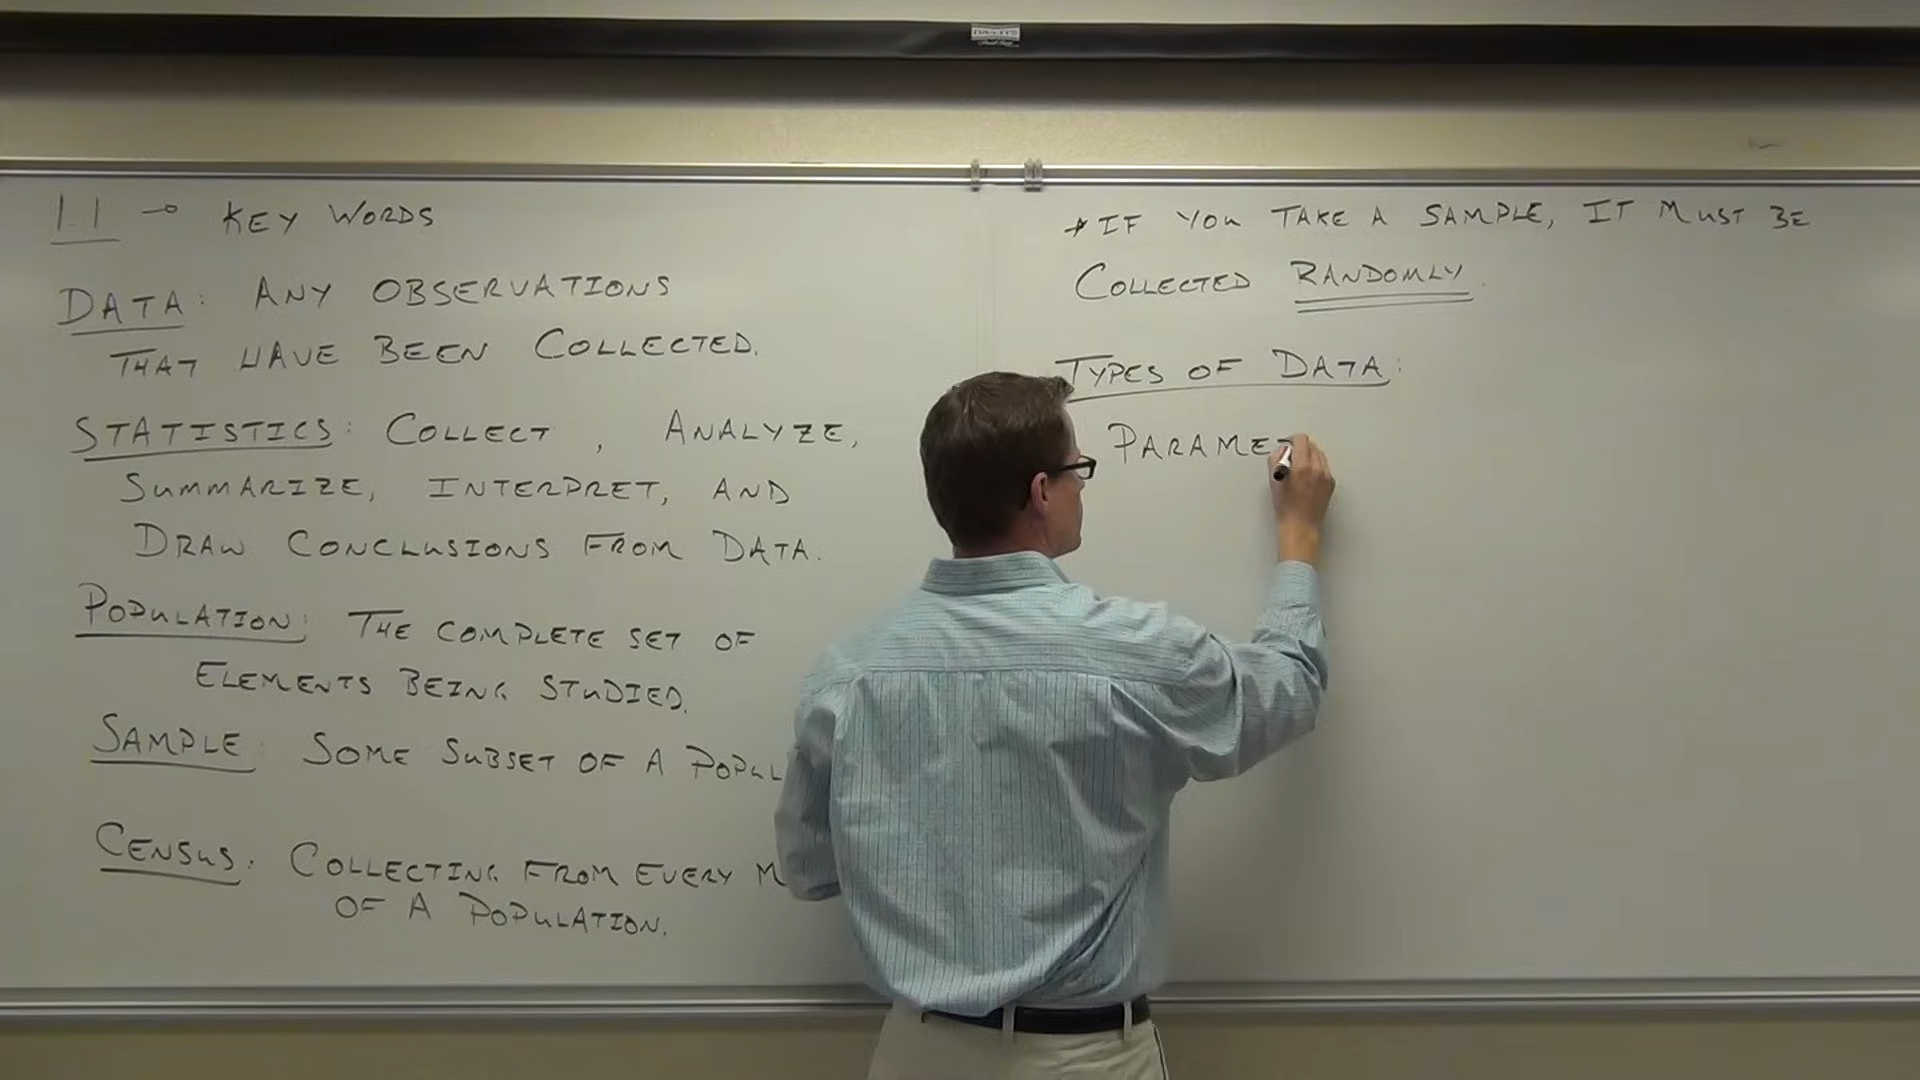 1.1 → KEY WORDS
DATA: ANY OBSERVATIONS
THAT HAVE BEEN COLLECTED.
STATISTICS: COLLECT, ANALYZE,
SUMMARIZE, INTERPRET, AND
DRAW CONCLUSIONS FROM DATA.
POPULATION: THE COMPLETE SET OF
ELEMENTS BEING STUDIED.
SAMPLE: SOME SUBSET OF A POPUL
CENSUS: COLLECTING FROM EVERY M
OF A POPULATION.
* IF YOU TAKE A SAMPLE, IT MUST BE
COLLECTED RANDOMLY.
TYPES OF DATA:
PARAMET